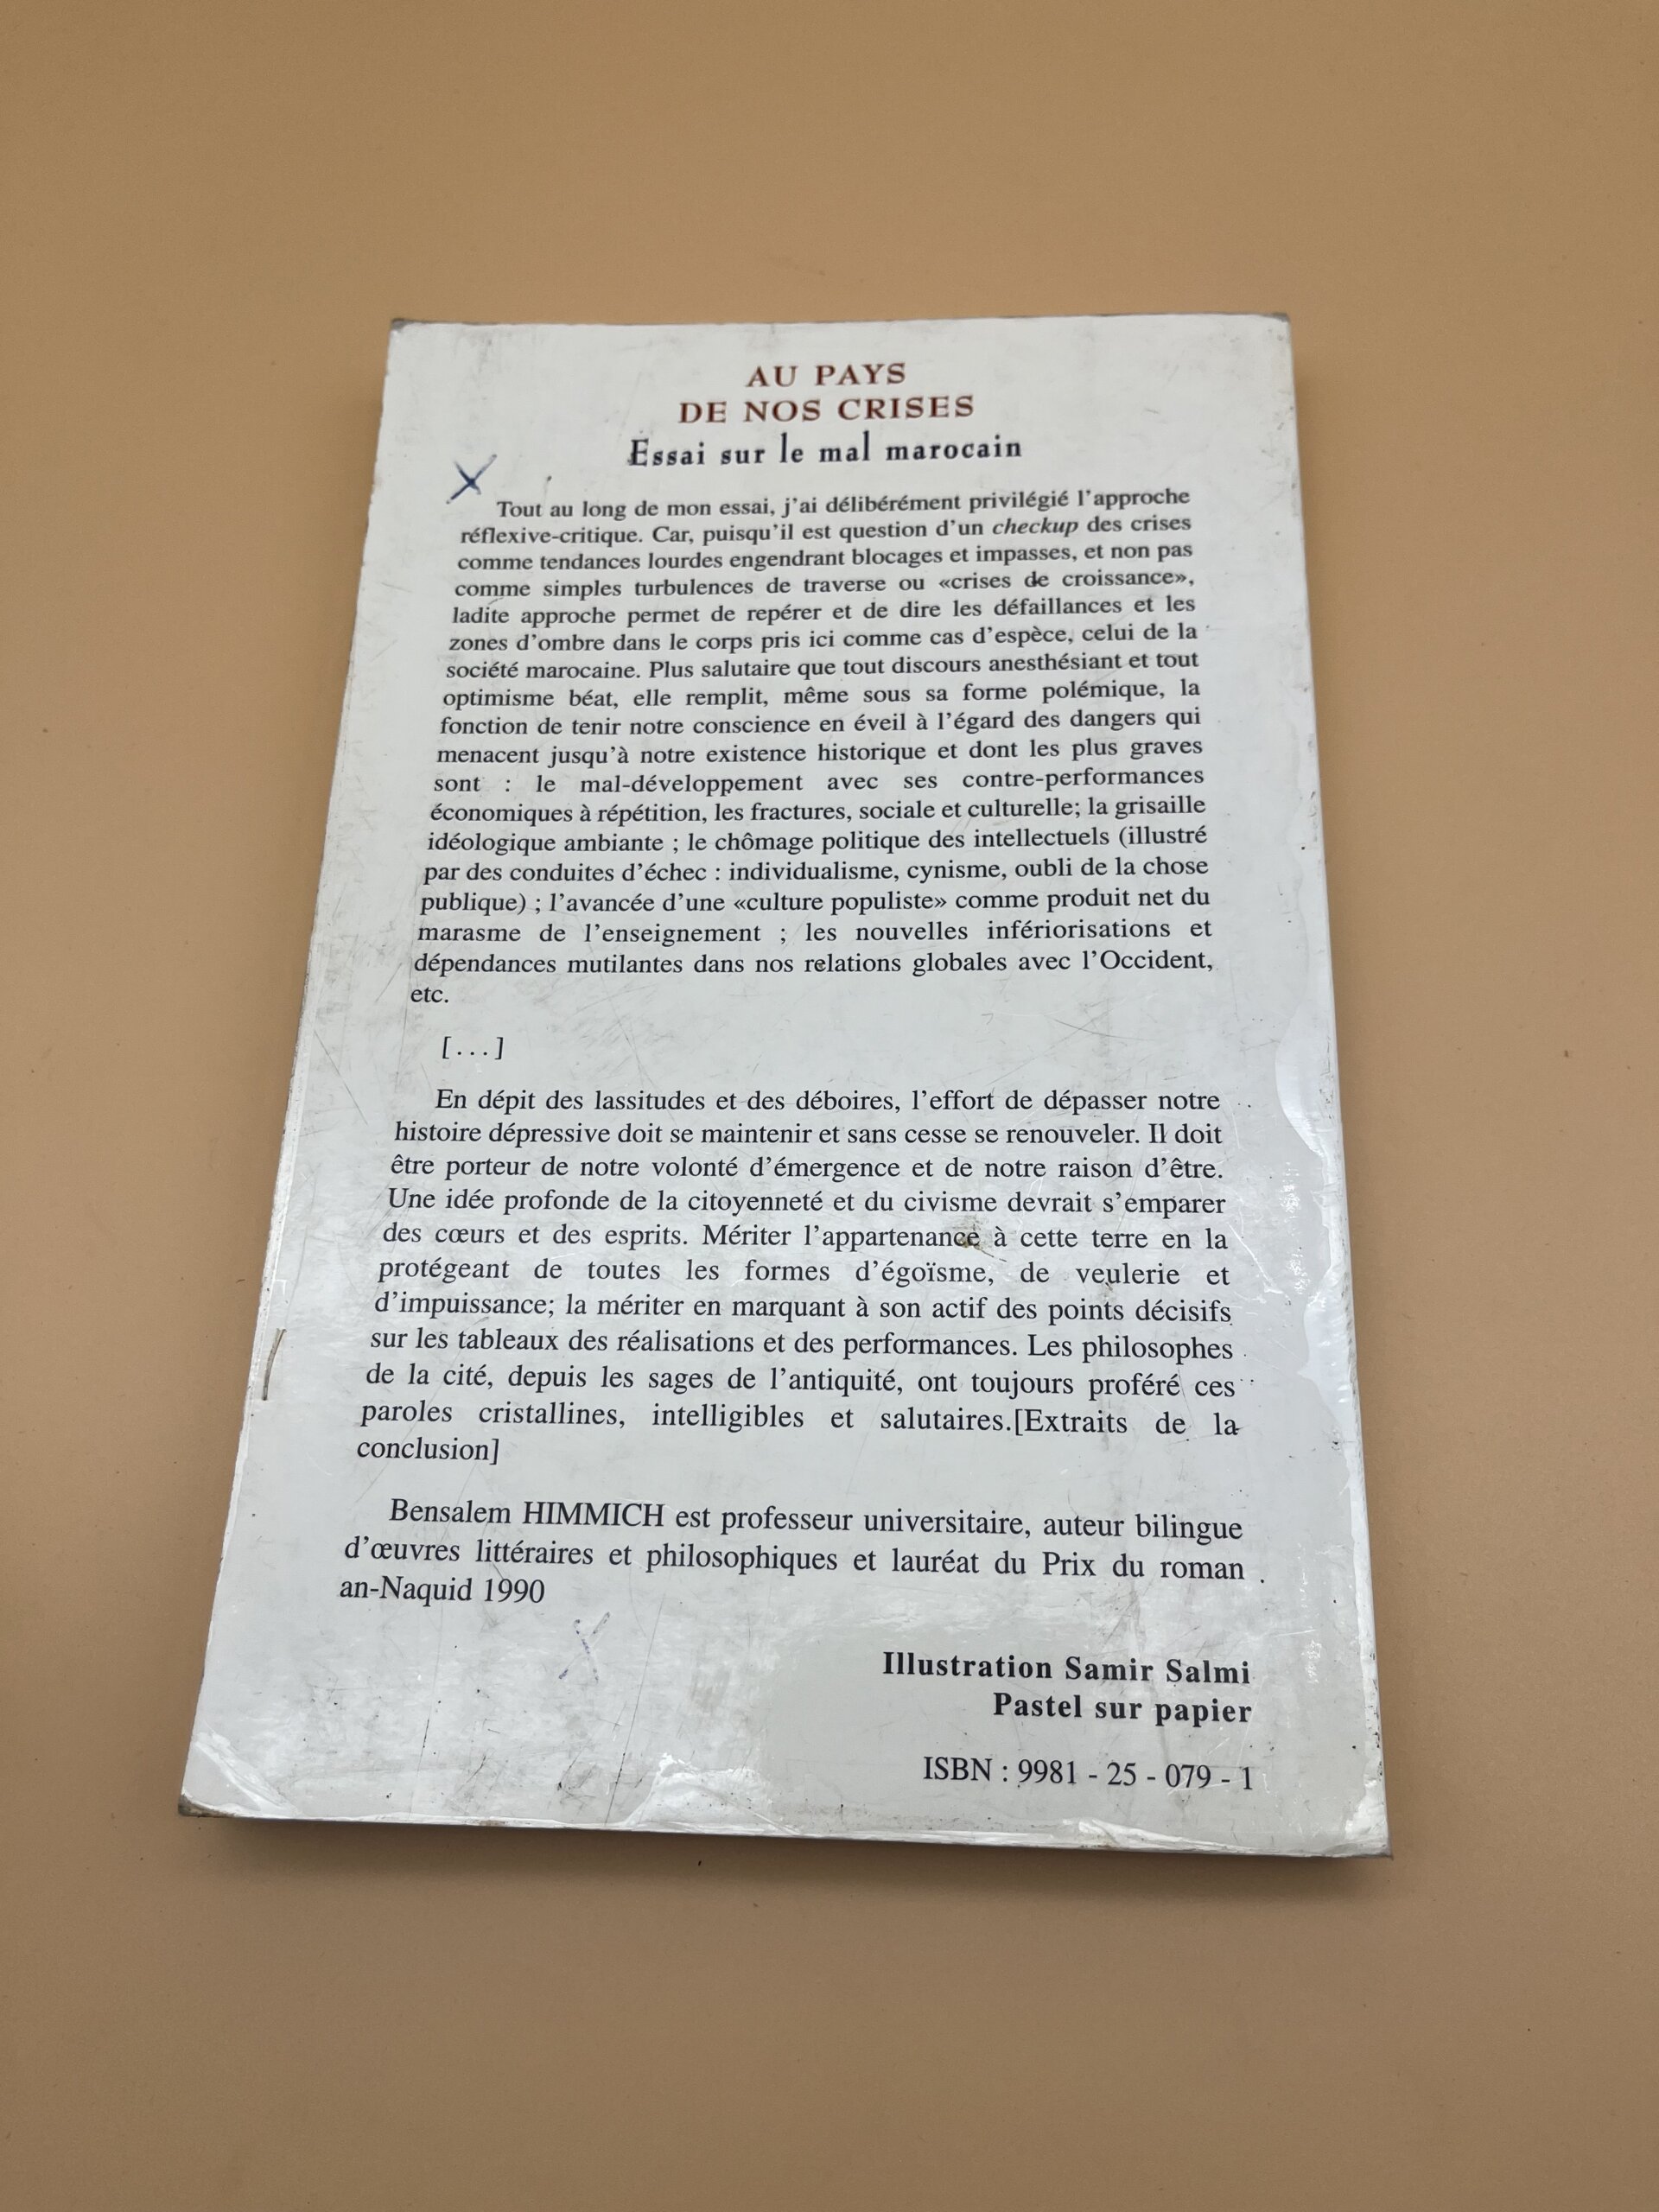 AU PAYS
DE NOS CRISES
Essai sur le mal marocain
Tout au long de mon essai, j'ai délibérément privilégié l'approche
réflexive-critique. Car, puisqu'il est question d'un checkup des crises
comme tendances lourdes engendrant blocages et impasses, et non pas
comme simples turbulences de traverse ou «crises de croissance»,
ladite approche permet de repérer et de dire les défaillances et les
zones d'ombre dans le corps pris ici comme cas d'espèce, celui de la
société marocaine. Plus salutaire que tout discours anesthésiant et tout
optimisme béat, elle remplit, même sous sa forme polémique, la
fonction de tenir notre conscience en éveil à l'égard des dangers qui
menacent jusqu'à notre existence historique et dont les plus graves
sont : le mal-développement avec ses contre-performances
économiques à répétition, les fractures, sociale et culturelle; la grisaille
idéologique ambiante ; le chômage politique des intellectuels (illustré
par des conduites d'échec : individualisme, cynisme, oubli de la chose
publique) ; l'avancée d'une «culture populiste» comme produit net du
marasme de l'enseignement ; les nouvelles infériorisations et
dépendances mutilantes dans nos relations globales avec l'Occident,
etc.
[...]
En dépit des lassitudes et des déboires, l'effort de dépasser notre
histoire dépressive doit se maintenir et sans cesse se renouveler. Il doit
être porteur de notre volonté d'émergence et de notre raison d'être.
Une idée profonde de la citoyenneté et du civisme devrait s'emparer
des cœurs et des esprits. Mériter l'appartenance à cette terre en la
protégeant de toutes les formes d'égoïsme, de veulerie et
d'impuissance; la mériter en marquant à son actif des points décisifs
sur les tableaux des réalisations et des performances. Les philosophes
de la cité, depuis les sages de l'antiquité, ont toujours proféré ces
paroles cristallines, intelligibles et salutaires.[Extraits de la
conclusion]
Bensalem HIMMICH est professeur universitaire, auteur bilingue
d'œuvres littéraires et philosophiques et lauréat du Prix du roman
an-Naquid 1990
Illustration Samir Salmi
Pastel sur papier
ISBN : 9981 - 25 - 079 - 1